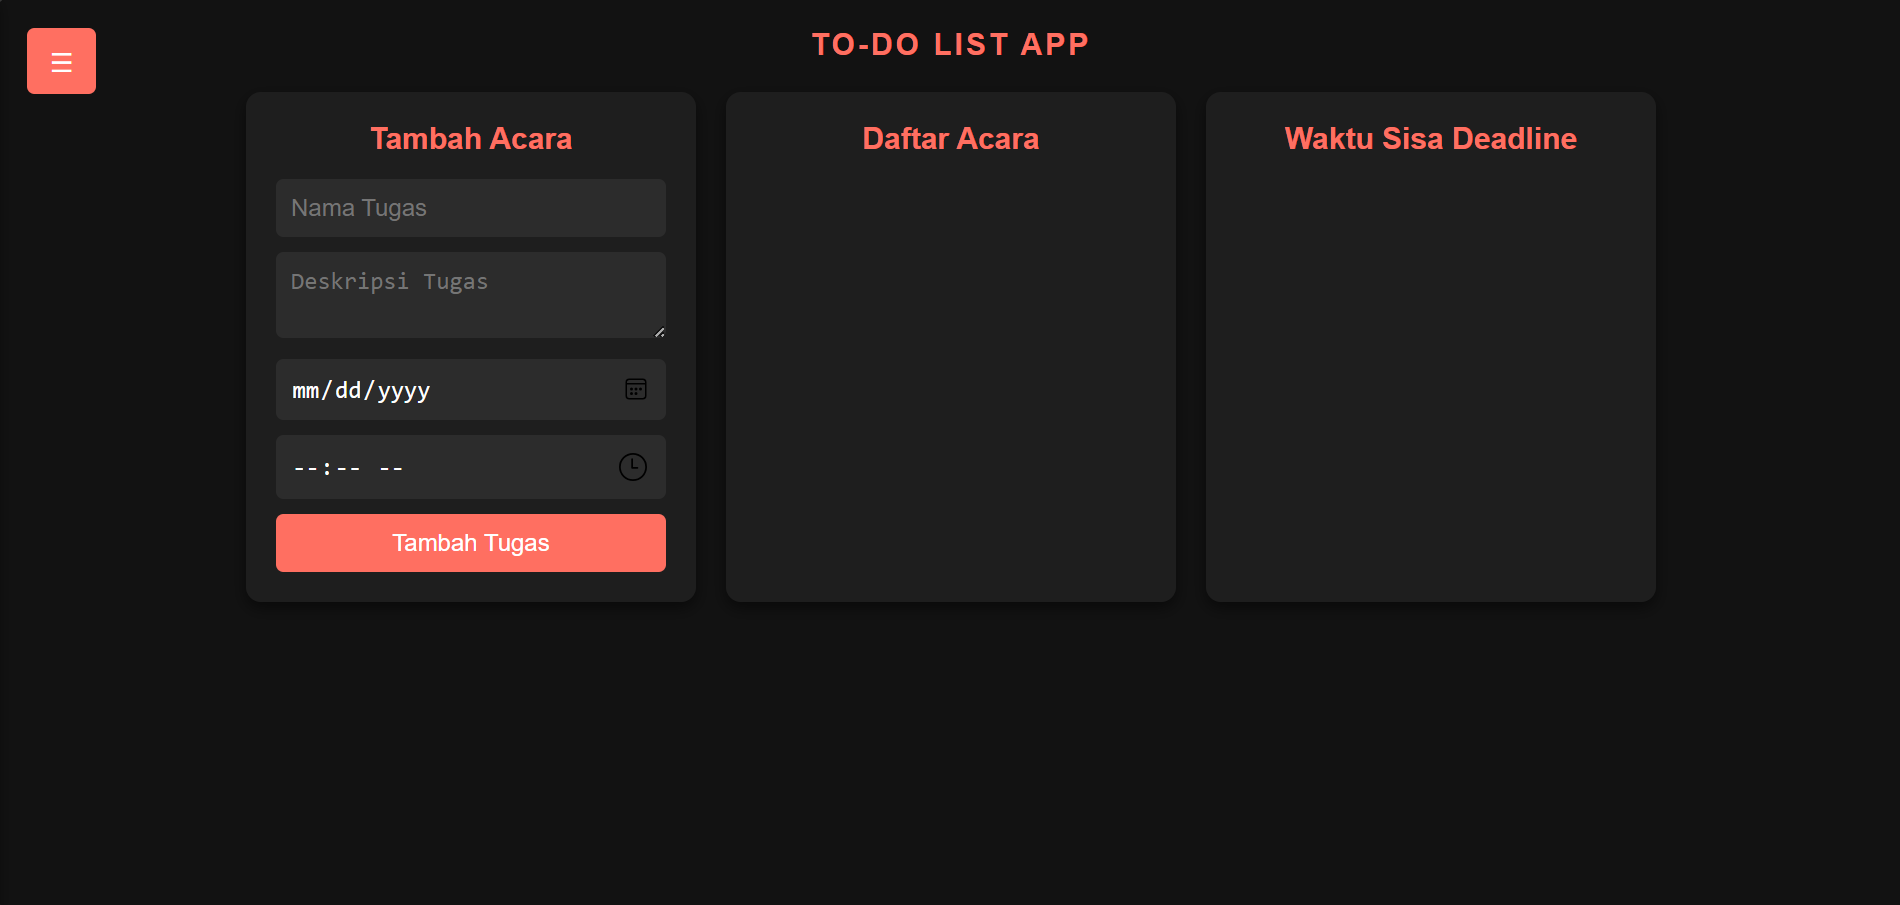 ☰
TO-DO LIST APP
Tambah Acara
Nama Tugas
Deskripsi Tugas
mm/dd/yyyy
--:-- --
Tambah Tugas
Daftar Acara
Waktu Sisa Deadline